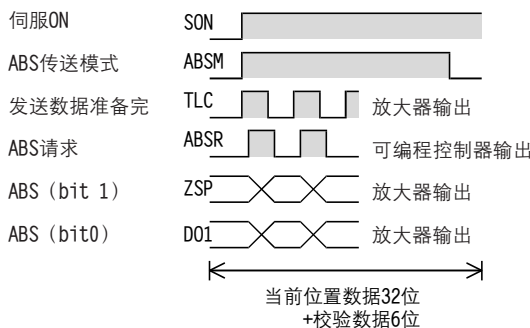 伺服ON SON
ABS传送模式 ABSM
发送数据准备完 TLC 放大器输出
ABS请求 ABSR 可编程控制器输出
ABS（bit 1） ZSP 放大器输出
ABS（bit0） DO1 放大器输出
当前位置数据32位
+校验数据6位